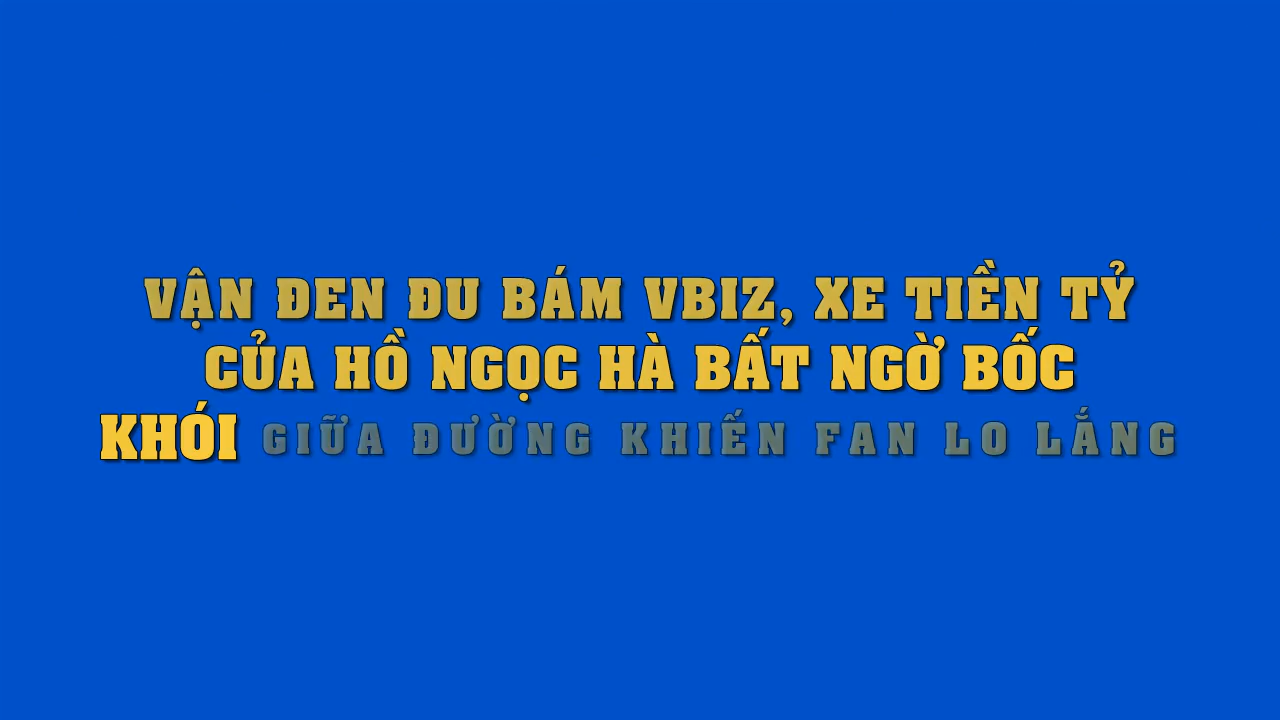 VẬN ĐEN ĐU BÁM VBIZ, XE TIỀN TỶ
CỦA HỒ NGỌC HÀ BẤT NGỜ BỐC
KHÓI GIỮA ĐƯỜNG KHIẾN FAN LO LẮNG